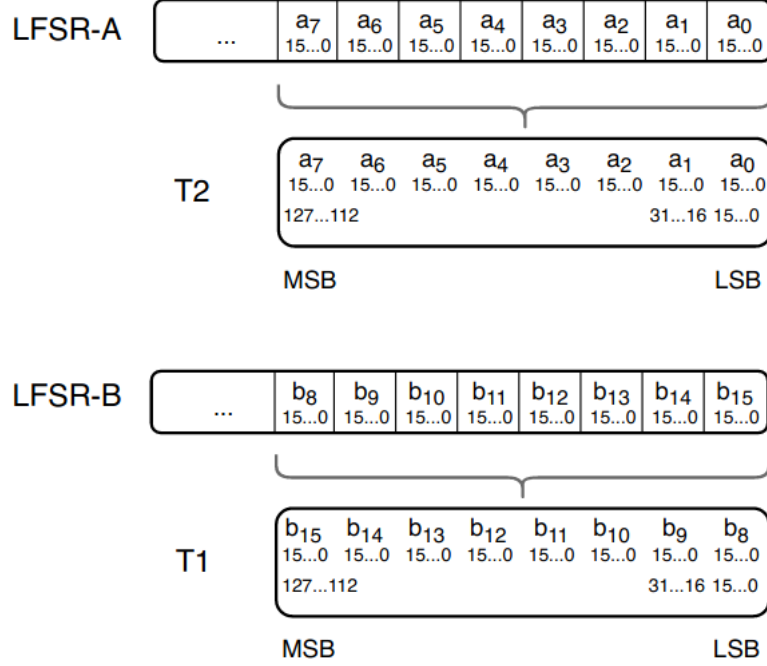 LFSR-A ... a7 a6 a5 a4 a3 a2 a1 a0
15...0 15...0 15...0 15...0 15...0 15...0 15...0 15...0
T2 a7 a6 a5 a4 a3 a2 a1 a0
15...0 15...0 15...0 15...0 15...0 15...0 15...0 15...0
127...112 31...16 15...0
MSB LSB
LFSR-B ... b8 b9 b10 b11 b12 b13 b14 b15
15...0 15...0 15...0 15...0 15...0 15...0 15...0 15...0
T1 b15 b14 b13 b12 b11 b10 b9 b8
15...0 15...0 15...0 15...0 15...0 15...0 15...0 15...0
127...112 31...16 15...0
MSB LSB